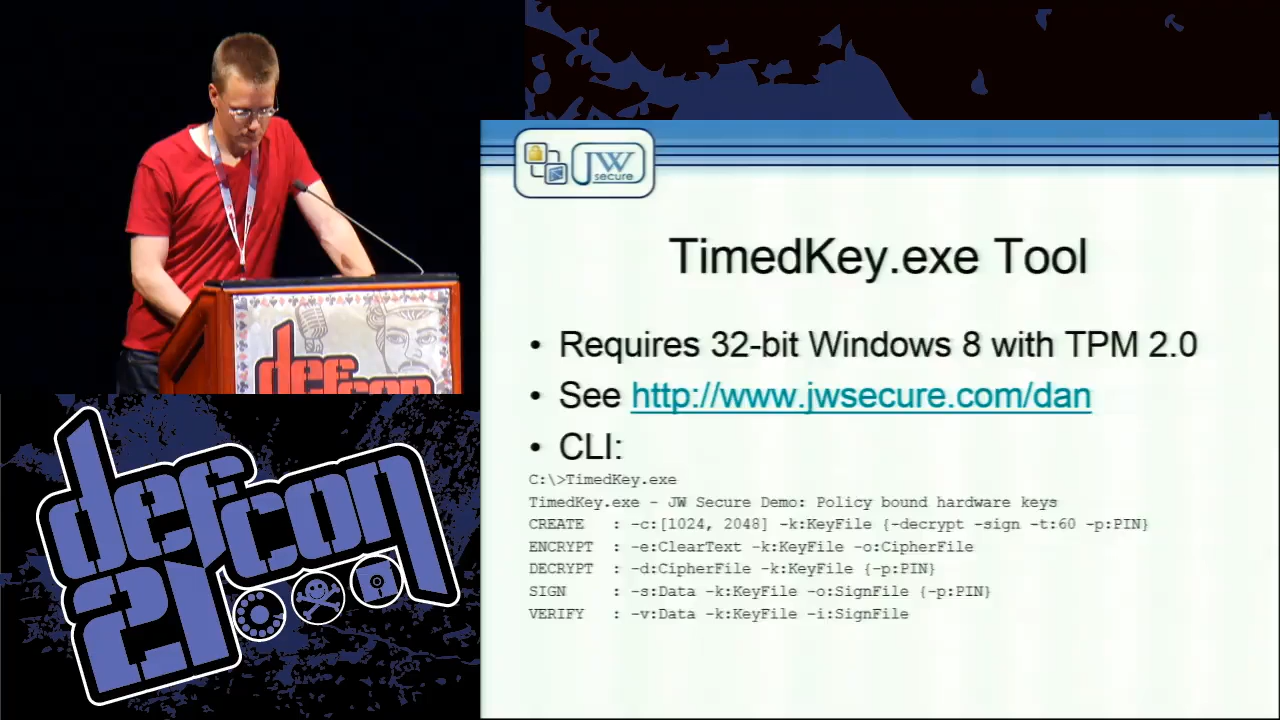 JW
secure
TimedKey.exe Tool
• Requires 32-bit Windows 8 with TPM 2.0
• See http://www.jwsecure.com/dan
• CLI:
C:\>TimedKey.exe
TimedKey.exe - JW Secure Demo: Policy bound hardware keys
CREATE : -c:[1024, 2048] -k:KeyFile {-decrypt -sign -t:60 -p:PIN}
ENCRYPT : -e:ClearText -k:KeyFile -o:CipherFile
DECRYPT : -d:CipherFile -k:KeyFile {-p:PIN}
SIGN : -s:Data -k:KeyFile -o:SignFile {-p:PIN}
VERIFY : -v:Data -k:KeyFile -i:SignFile
defcon
defcon
21